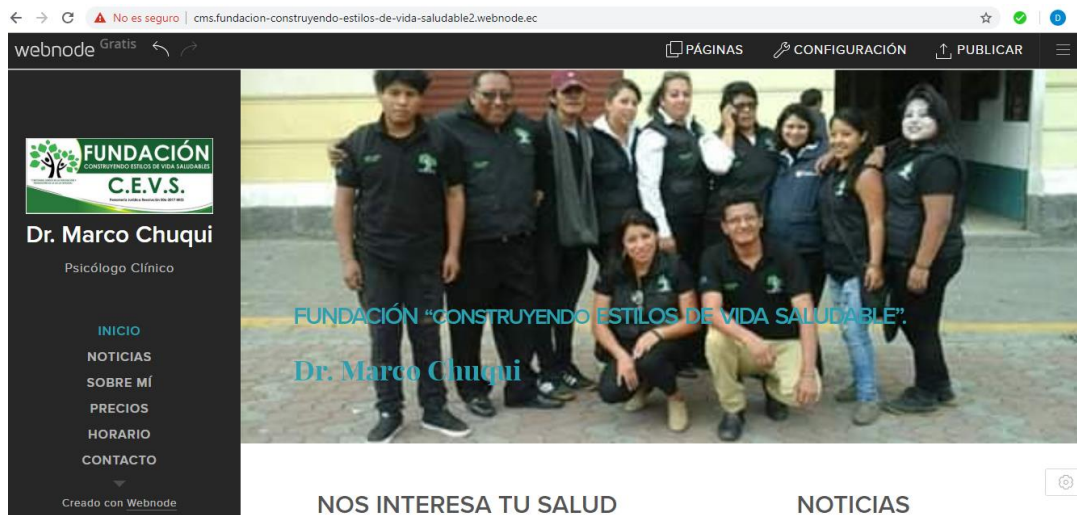 No es seguro | cms.fundacion-construyendo-estilos-de-vida-saludable2.webnode.ec
D
webnode Gratis
PÁGINAS
CONFIGURACIÓN
PUBLICAR
FUNDACIÓN
CONSTRUYENDO ESTILOS DE VIDA SALUDABLES
C.E.V.S.
Dr. Marco Chuqui
Psicólogo Clínico
INICIO
NOTICIAS
SOBRE MÍ
PRECIOS
HORARIO
CONTACTO
Creado con Webnode
FUNDACIÓN “CONSTRUYENDO ESTILOS DE VIDA SALUDABLE”.
Dr. Marco Chuqui
NOS INTERESA TU SALUD
NOTICIAS